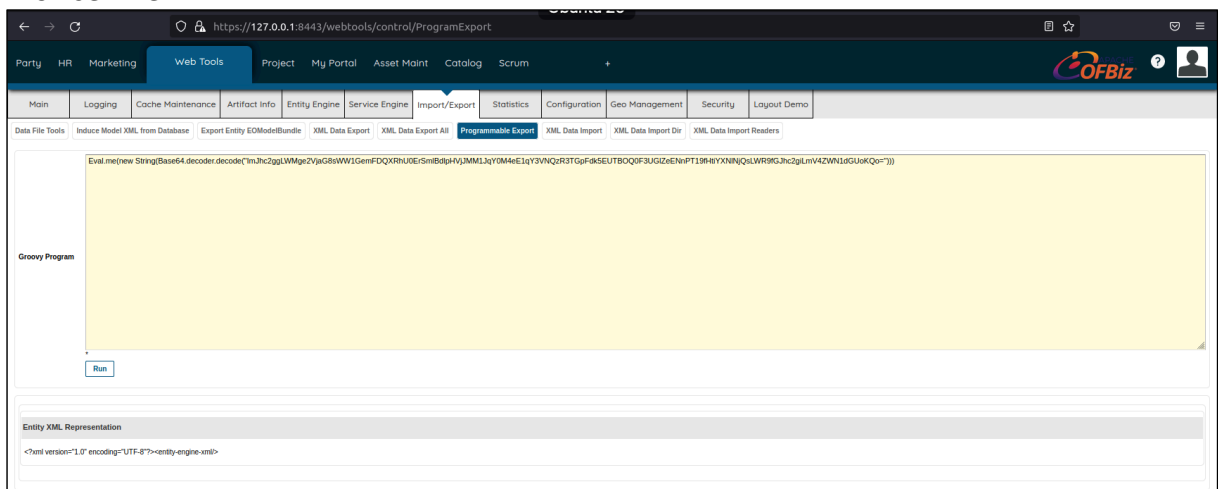 https://127.0.0.1:8443/webtools/control/ProgramExport
Party HR Marketing Web Tools Project My Portal Asset Maint Catalog Scrum + OFBiz ?
Main Logging Cache Maintenance Artifact Info Entity Engine Service Engine Import/Export Statistics Configuration Geo Management Security Layout Demo
Data File Tools Induce Model XML from Database Export Entity EOModelBundle XML Data Export XML Data Export All Programmable Export XML Data Import XML Data Import Dir XML Data Import Readers
Eval.me(new String(Base64.decoder.decode("
Groovy Program
*
Run
Entity XML Representation
<?xml version="1.0" encoding="UTF-8"?><entity-engine-xml/>